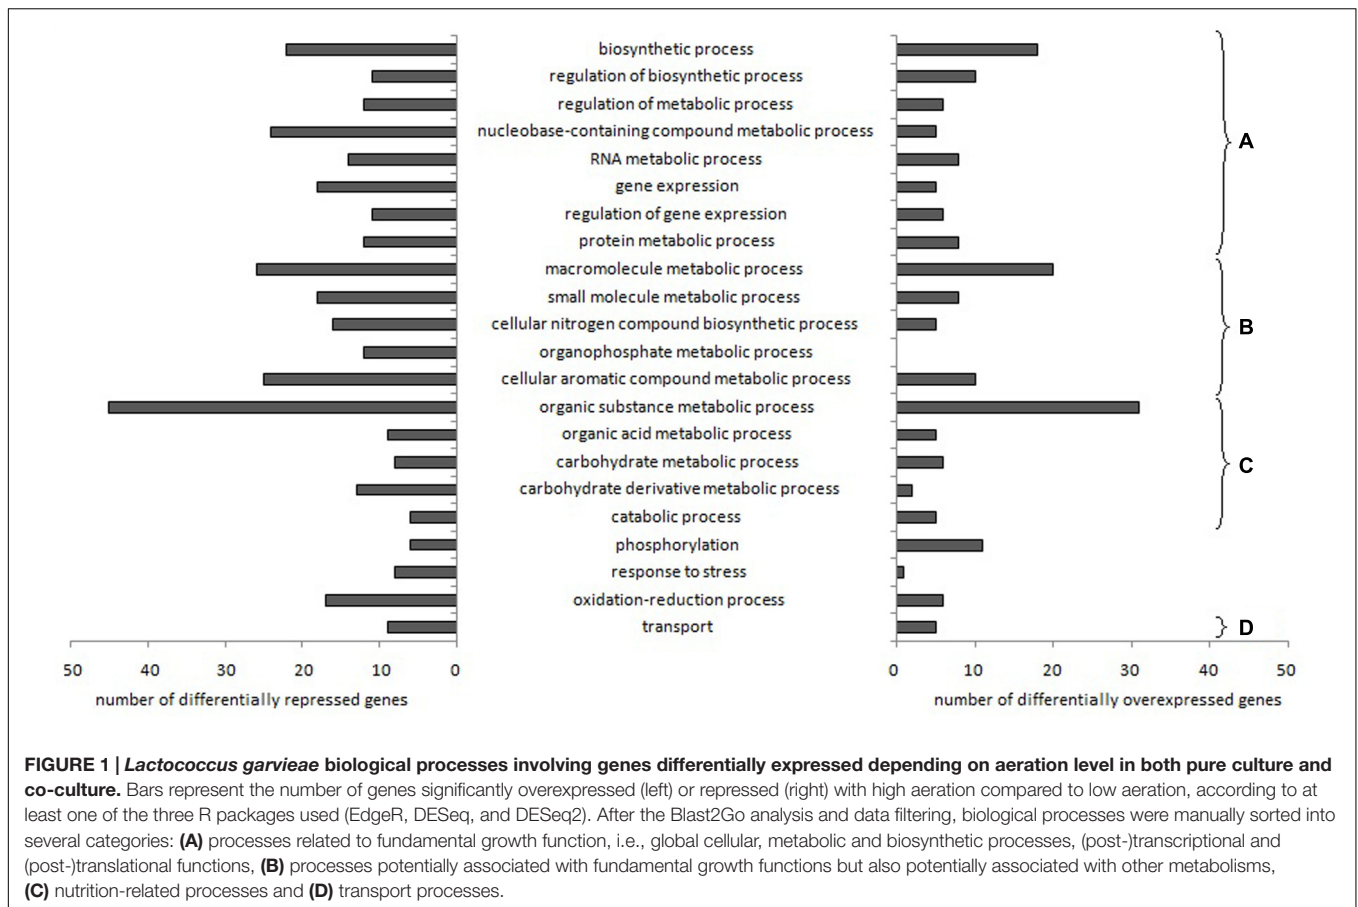 biosynthetic process
regulation of biosynthetic process
regulation of metabolic process
nucleobase-containing compound metabolic process
RNA metabolic process
gene expression
regulation of gene expression
protein metabolic process
A
macromolecule metabolic process
small molecule metabolic process
cellular nitrogen compound biosynthetic process
organophosphate metabolic process
cellular aromatic compound metabolic process
B
organic substance metabolic process
organic acid metabolic process
carbohydrate metabolic process
carbohydrate derivative metabolic process
catabolic process
C
phosphorylation
response to stress
oxidation-reduction process
transport
D
50 40 30 20 10 0
0 10 20 30 40 50
number of differentially repressed genes
number of differentially overexpressed genes
FIGURE 1 | Lactococcus garvieae biological processes involving genes differentially expressed depending on aeration level in both pure culture and
co-culture. Bars represent the number of genes significantly overexpressed (left) or repressed (right) with high aeration compared to low aeration, according to at
least one of the three R packages used (EdgeR, DESeq, and DESeq2). After the Blast2Go analysis and data filtering, biological processes were manually sorted into
several categories: (A) processes related to fundamental growth function, i.e., global cellular, metabolic and biosynthetic processes, (post-)transcriptional and
(post-)translational functions, (B) processes potentially associated with fundamental growth functions but also potentially associated with other metabolisms,
(C) nutrition-related processes and (D) transport processes.